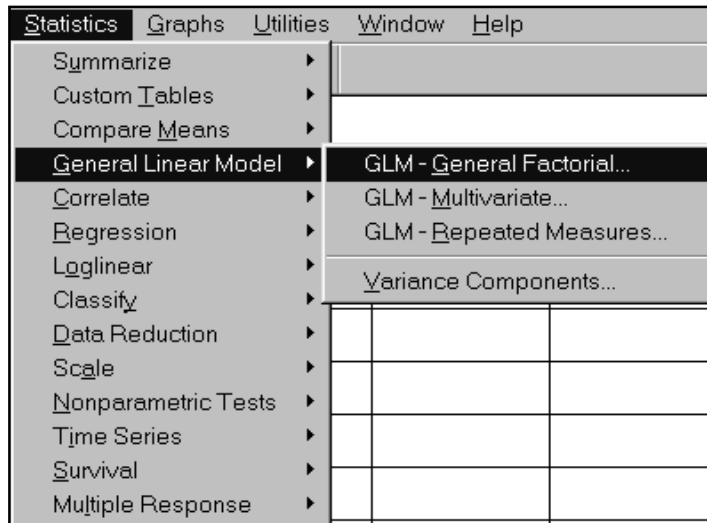 Statistics Graphs Utilities Window Help
Summarize
Custom Tables
Compare Means
General Linear Model
GLM - General Factorial...
GLM - Multivariate...
GLM - Repeated Measures...
Variance Components...
Correlate
Regression
Loglinear
Classify
Data Reduction
Scale
Nonparametric Tests
Time Series
Survival
Multiple Response